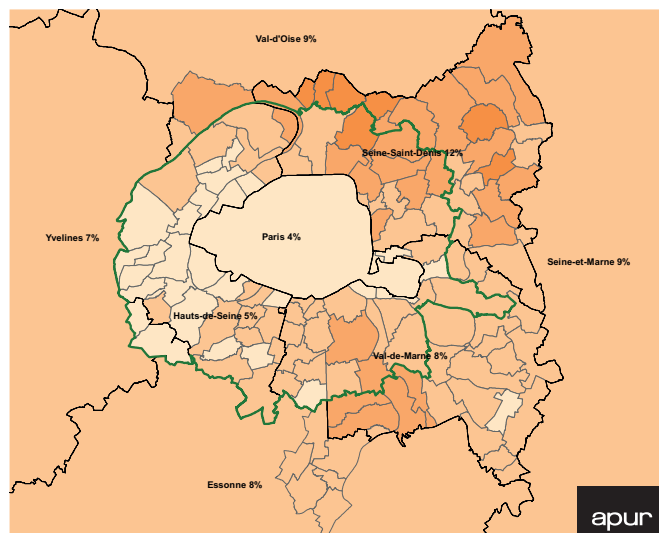 Val-d'Oise 9%
Seine-Saint-Denis 12%
Yvelines 7%
Paris 4%
Seine-et-Marne 9%
Hauts-de-Seine 5%
Val-de-Marne 8%
Essonne 8%
apur